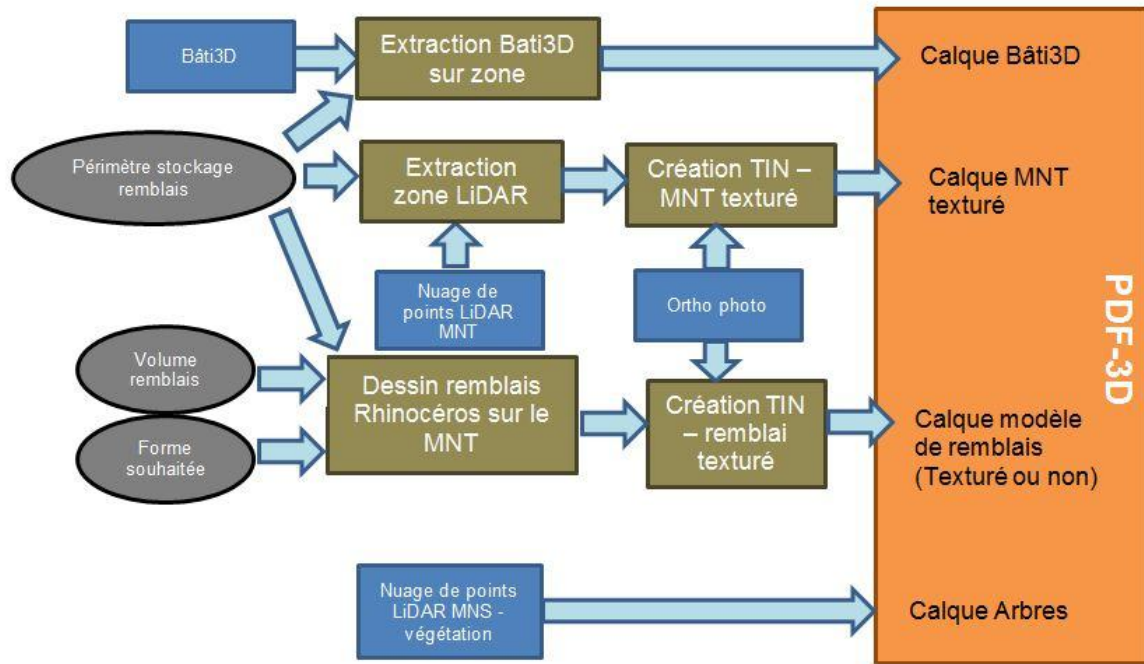 Bâti3D
Extraction Bati3D
sur zone
Calque Bâti3D
Périmètre stockage
remblais
Extraction
zone LiDAR
Création TIN –
MNT texturé
Calque MNT
texturé
Nuage de
points LiDAR
MNT
Ortho photo
PDF-3D
Volume
remblais
Forme
souhaitée
Dessin remblais
Rhinocéros sur le
MNT
Création TIN
– remblai
texturé
Calque modèle
de remblais
(Texturé ou non)
Nuage de points
LiDAR MNS -
végétation
Calque Arbres